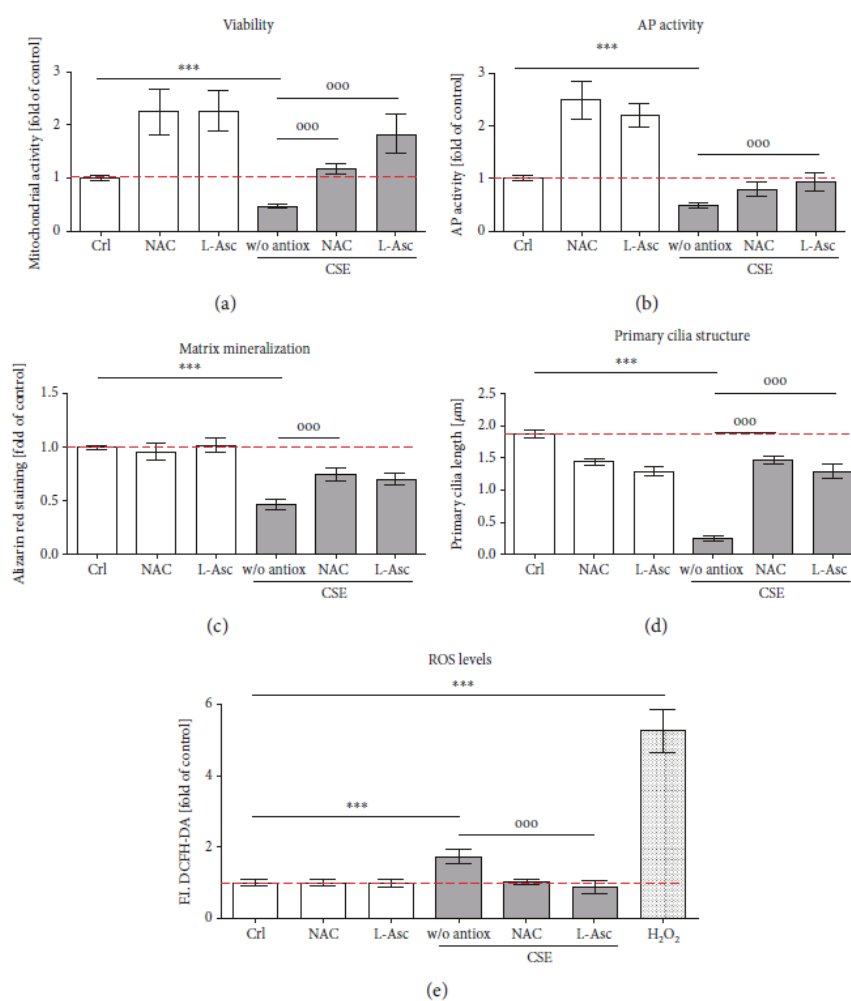 Viability
***
ooo
ooo
Mitochondrial activity [fold of control]
3
2
1
0
Crl NAC L-Asc w/o antiox NAC L-Asc
CSE
(a)
AP activity
***
ooo
AP activity [fold of control]
3
2
1
0
Crl NAC L-Asc w/o antiox NAC L-Asc
CSE
(b)
Matrix mineralization
***
ooo
Alizarin red staining [fold of control]
1.5
1.0
0.5
0.0
Crl NAC L-Asc w/o antiox NAC L-Asc
CSE
(c)
Primary cilia structure
***
ooo
ooo
Primary cilia length [µm]
2.5
2.0
1.5
1.0
0.5
0.0
Crl NAC L-Asc w/o antiox NAC L-Asc
CSE
(d)
ROS levels
***
***
ooo
F.I. DCFH-DA [fold of control]
6
4
2
0
Crl NAC L-Asc w/o antiox NAC L-Asc H₂O₂
CSE
(e)